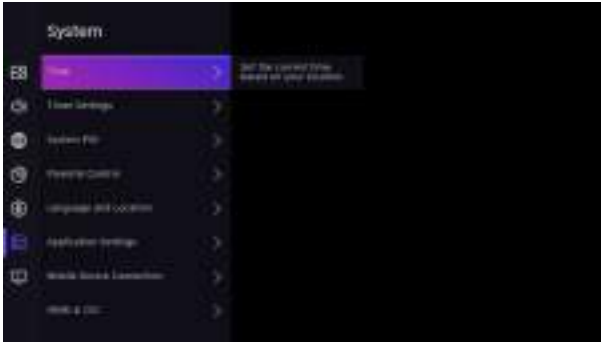 System
Time
Set the current time
based on your location
Timer Settings
System PIN
Parental Control
Language and Location
Application Settings
Mobile Device Connection
HDMI & CEC